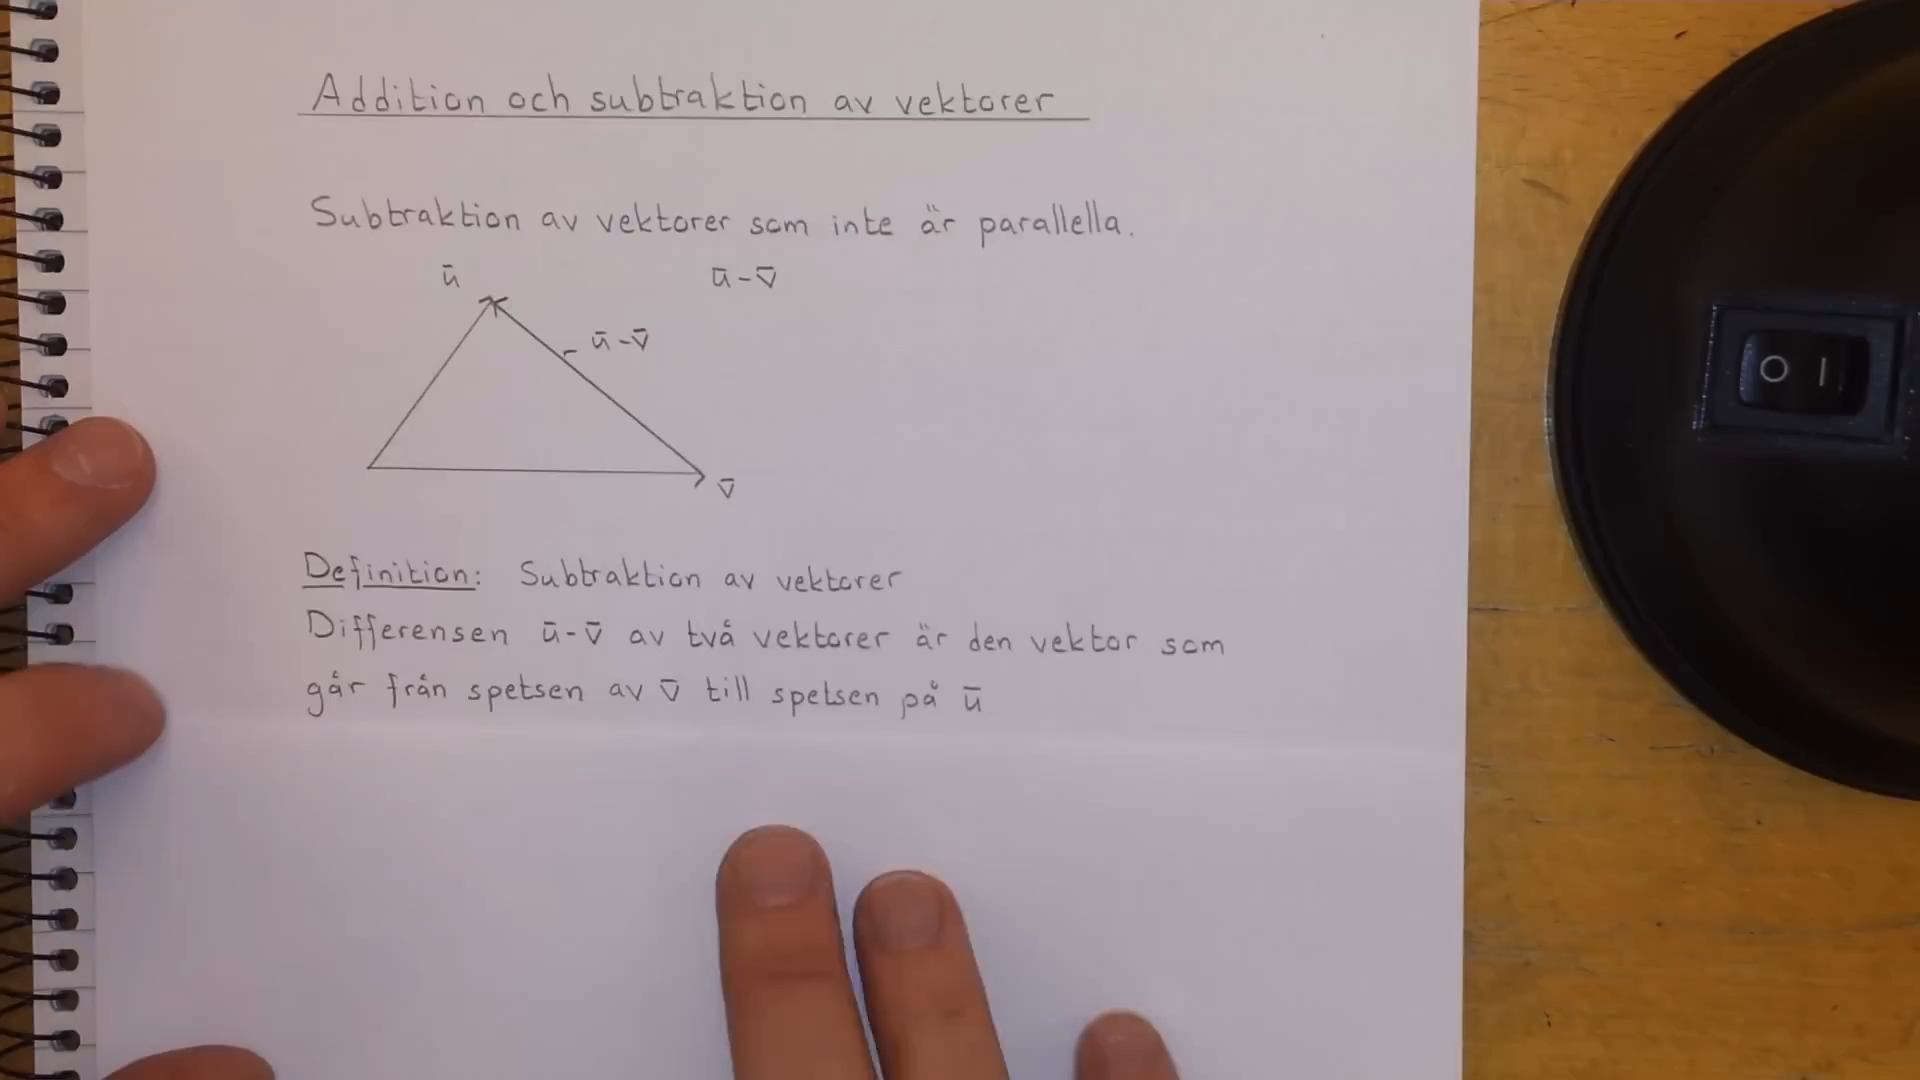 Addition och subtraktion av vektorer
Subtraktion av vektorer som inte är parallella.
ū ū-v̄
ū-v̄
v̄
Definition: Subtraktion av vektorer
Differensen ū-v̄ av två vektorer är den vektor som
går från spetsen av v̄ till spetsen på ū
O I